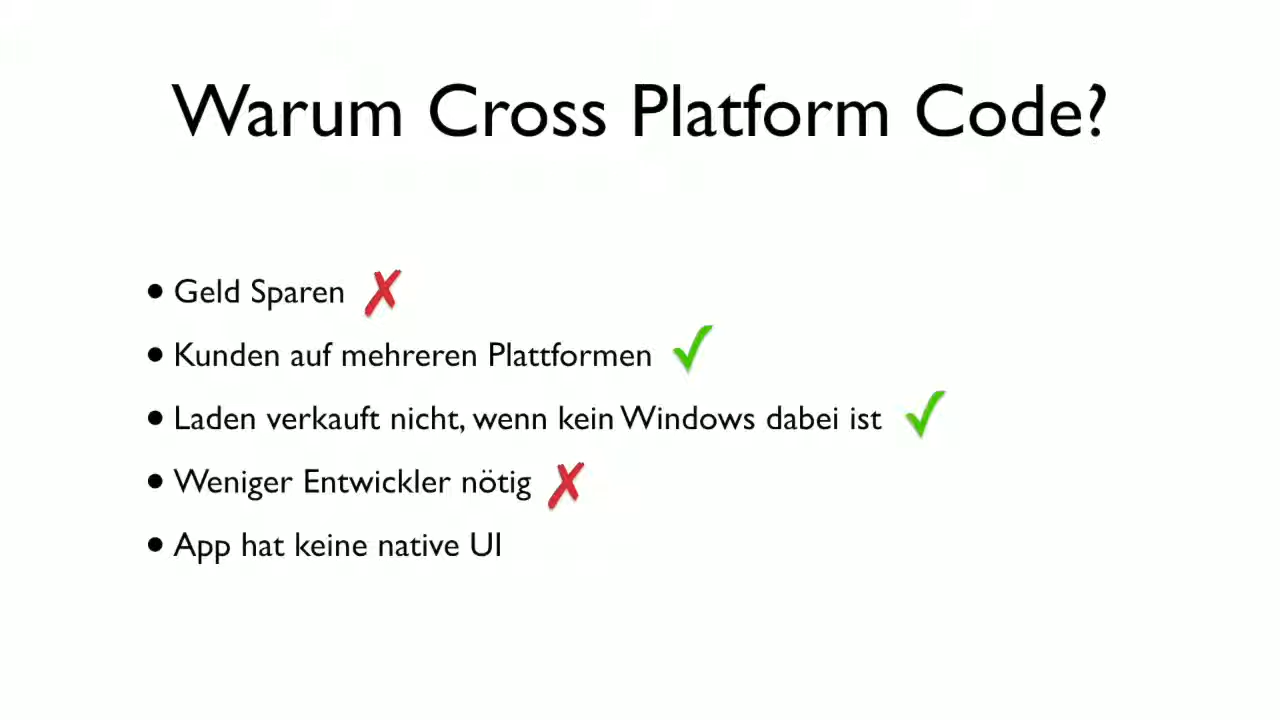 Warum Cross Platform Code?
• Geld Sparen ✗
• Kunden auf mehreren Plattformen ✓
• Laden verkauft nicht, wenn kein Windows dabei ist ✓
• Weniger Entwickler nötig ✗
• App hat keine native UI